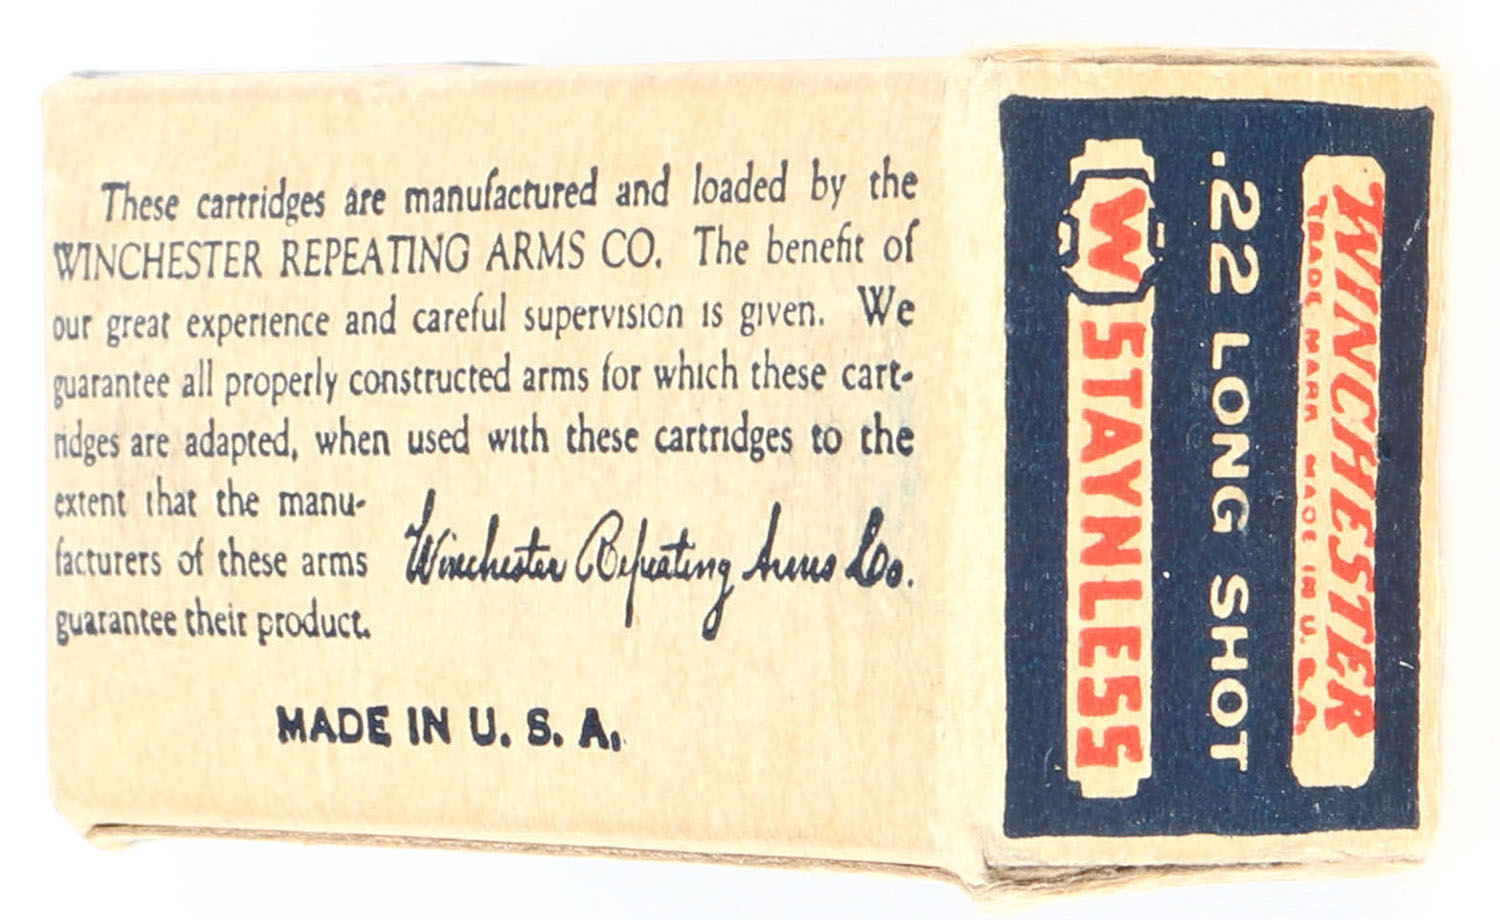 These cartridges are manufactured and loaded by the
WINCHESTER REPEATING ARMS CO. The benefit of
our great experience and careful supervision is given. We
guarantee all properly constructed arms for which these cart-
ridges are adapted, when used with these cartridges to the
extent that the manu-
facturers of these arms
guarantee their product.
Winchester Repeating Arms Co.
MADE IN U. S. A.
WINCHESTER
TRADE MARK MADE IN U.S.A.
.22 LONG SHOT
W STAYNLESS